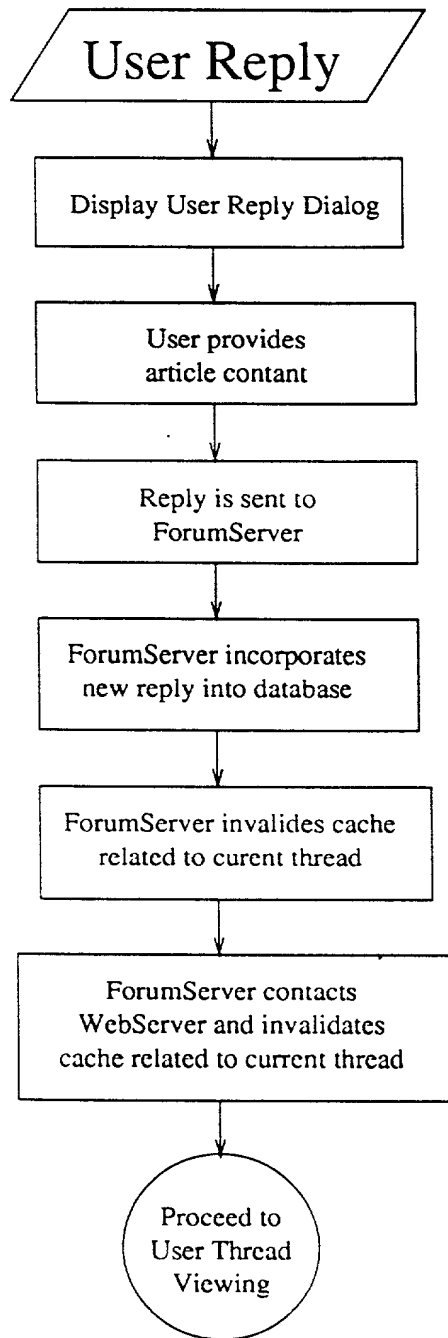 User Reply
Display User Reply Dialog
User provides
article contant
Reply is sent to
ForumServer
ForumServer incorporates
new reply into database
ForumServer invalides cache
related to curent thread
ForumServer contacts
WebServer and invalidates
cache related to current thread
Proceed to
User Thread
Viewing